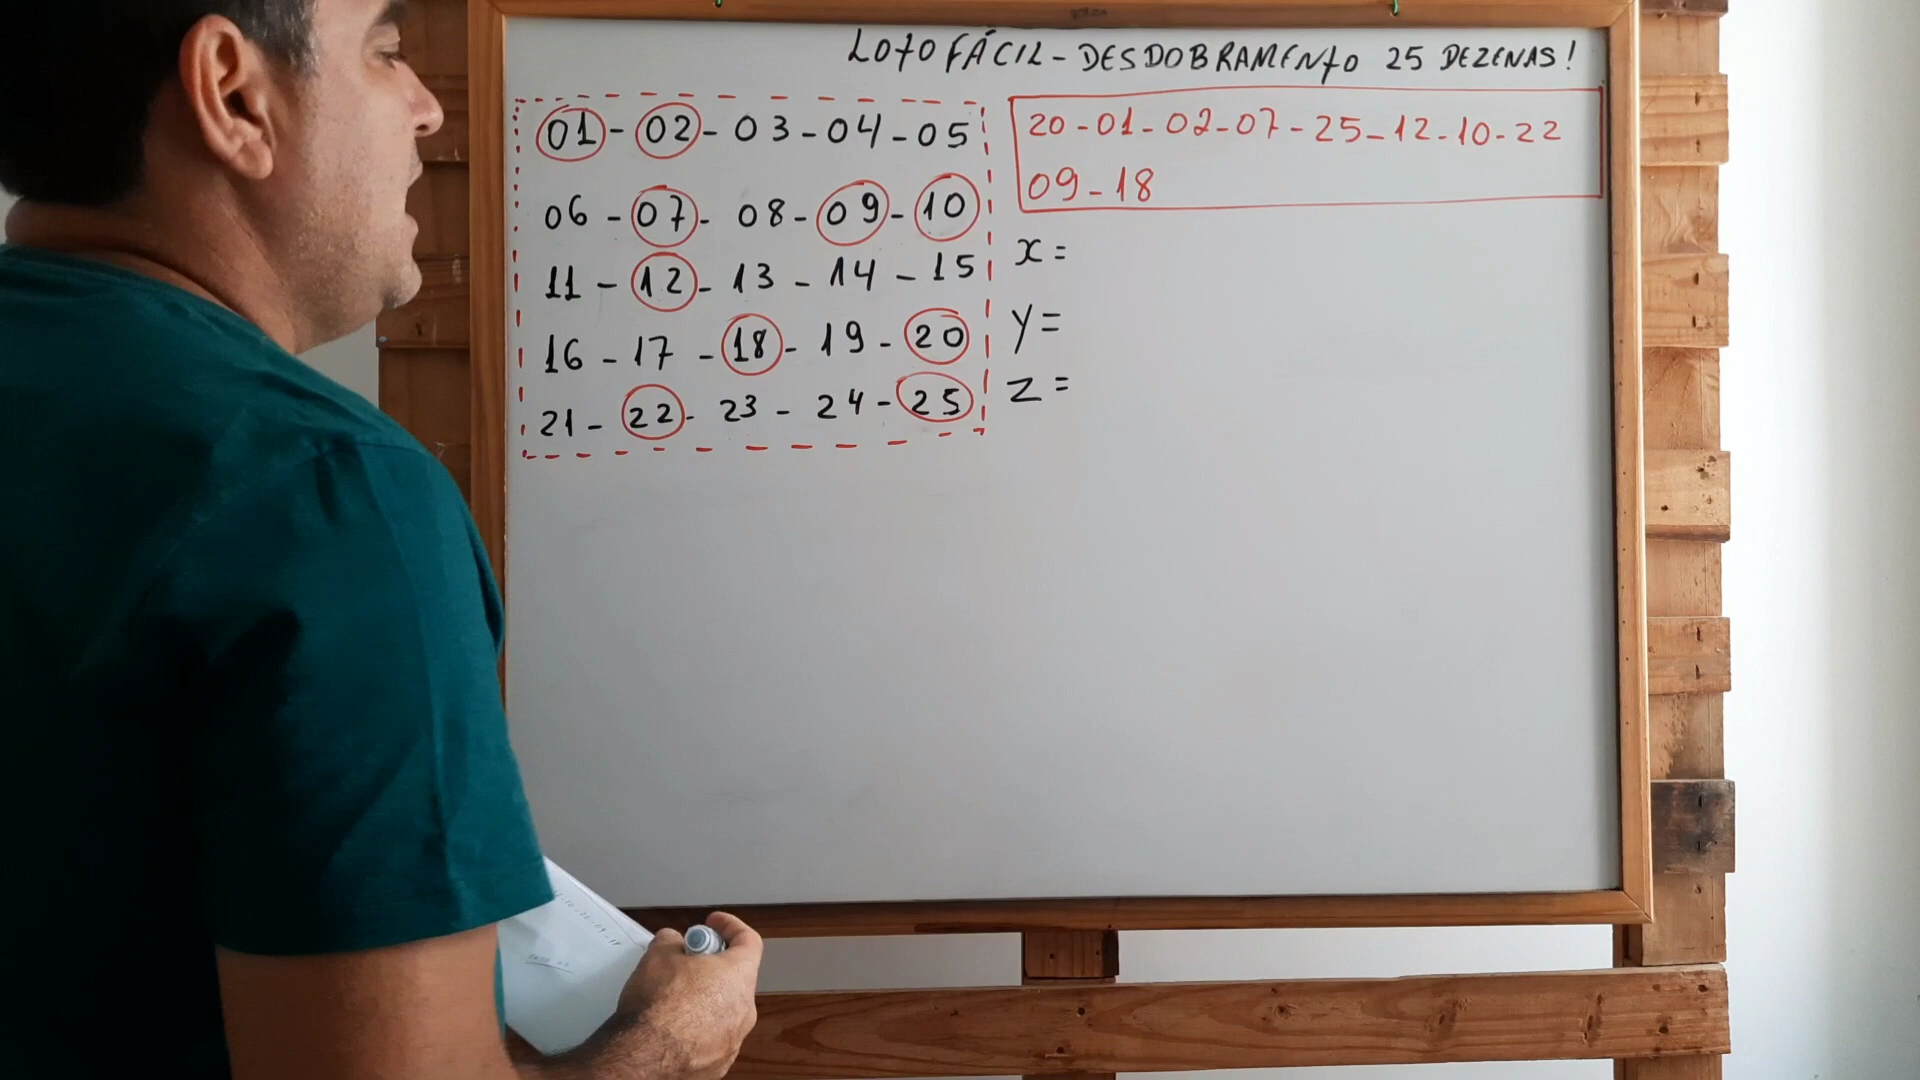 LOTOFÁCIL - DESDOBRAMENTO 25 DEZENAS!
01 - 02 - 03 - 04 - 05
06 - 07 - 08 - 09 - 10
11 - 12 - 13 - 14 - 15
16 - 17 - 18 - 19 - 20
21 - 22 - 23 - 24 - 25
20 - 01 - 02 - 07 - 25 - 12 - 10 - 22
09 - 18
x =
y =
z =